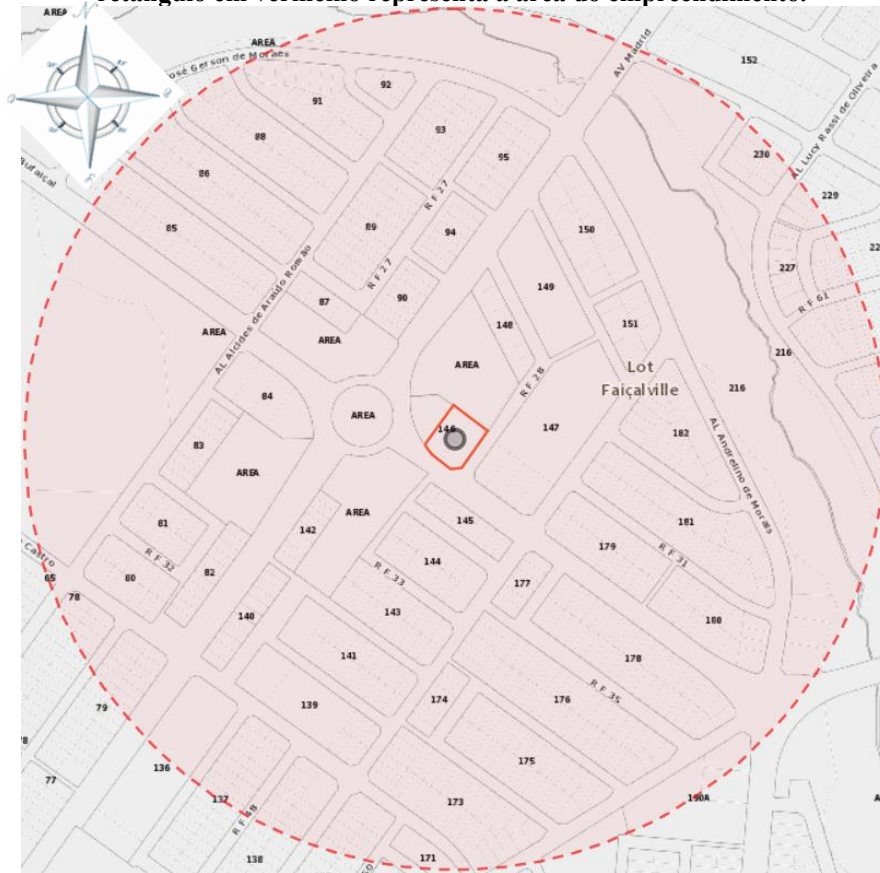 retângulo em vermelho representa a área do empreendimento.
AREA
N
AREA
José Gerson de Moraes
AV Madrid
152
92
91
AL Lucy Rassi de Oliveira
88
93
95
230
86
R F 27
229
85
89
94
150
227
R F 61
AL Alcides de Araújo Romão
R F 27
149
87
90
148
151
216
AREA
AREA
AREA
Lot
Faiçalville
216
R F 28
84
AREA
146
147
182
83
AL Andrelino de Morais
AREA
AREA
145
142
81
181
179
R F 31
R F 32
144
Castro
82
177
65
80
R F 33
78
140
143
180
141
178
174
176
R F 35
79
139
175
136
77
137
173
190A
R F 48
138
171